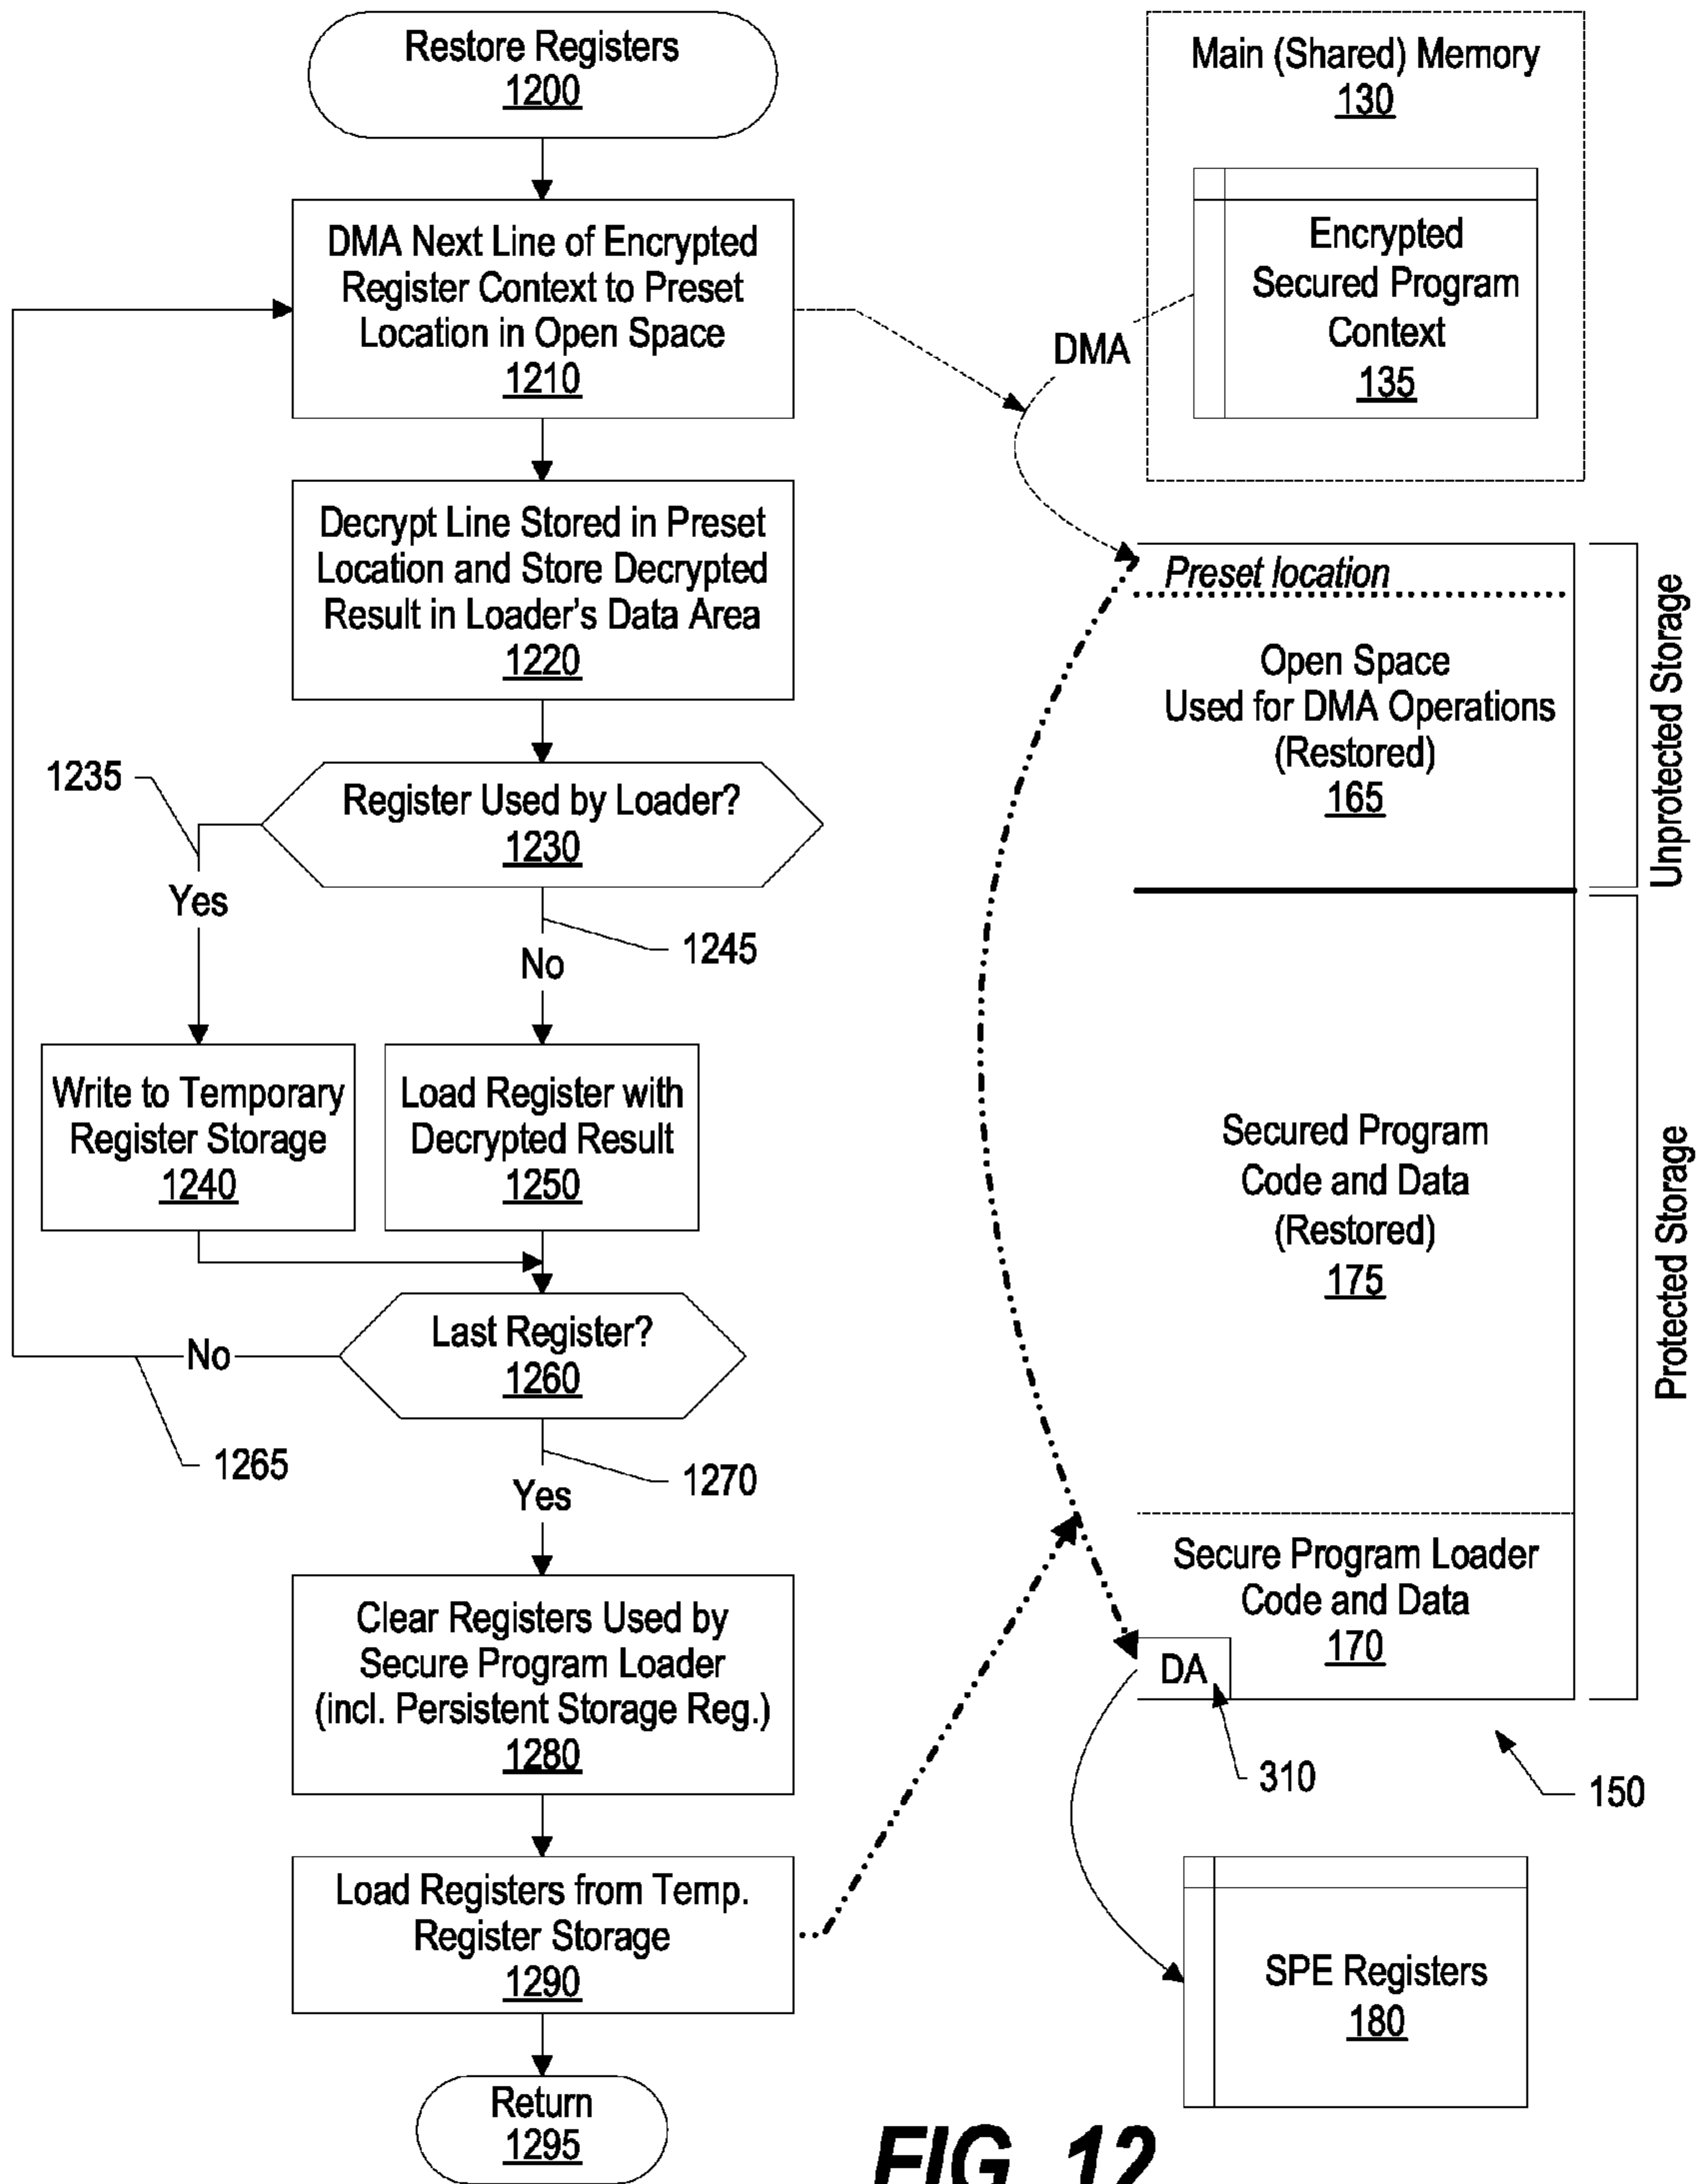 Restore Registers
1200
DMA Next Line of Encrypted
Register Context to Preset
Location in Open Space
1210
Decrypt Line Stored in Preset
Location and Store Decrypted
Result in Loader's Data Area
1220
1235
Register Used by Loader?
1230
Yes
1245
No
Write to Temporary
Register Storage
1240
Load Register with
Decrypted Result
1250
Last Register?
1260
No
1265
1270
Yes
Clear Registers Used by
Secure Program Loader
(incl. Persistent Storage Reg.)
1280
Load Registers from Temp.
Register Storage
1290
Return
1295
Main (Shared) Memory
130
Encrypted
Secured Program
Context
135
DMA
Preset location
Open Space
Used for DMA Operations
(Restored)
165
Unprotected Storage
Secured Program
Code and Data
(Restored)
175
Protected Storage
Secure Program Loader
Code and Data
170
DA
310
150
SPE Registers
180
FIG. 12